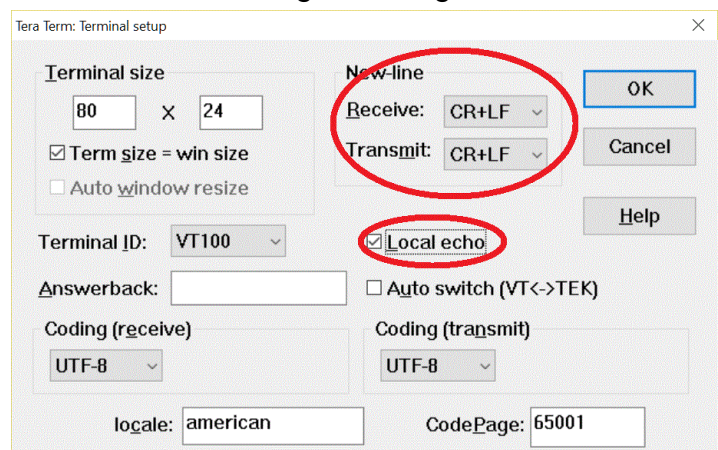 Tera Term: Terminal setup
Terminal size
80 X 24
Term size = win size
Auto window resize
New-line
Receive: CR+LF
Transmit: CR+LF
OK
Cancel
Help
Terminal ID: VT100
Local echo
Answerback:
Auto switch (VT<->TEK)
Coding (receive)
UTF-8
Coding (transmit)
UTF-8
locale: american
CodePage: 65001